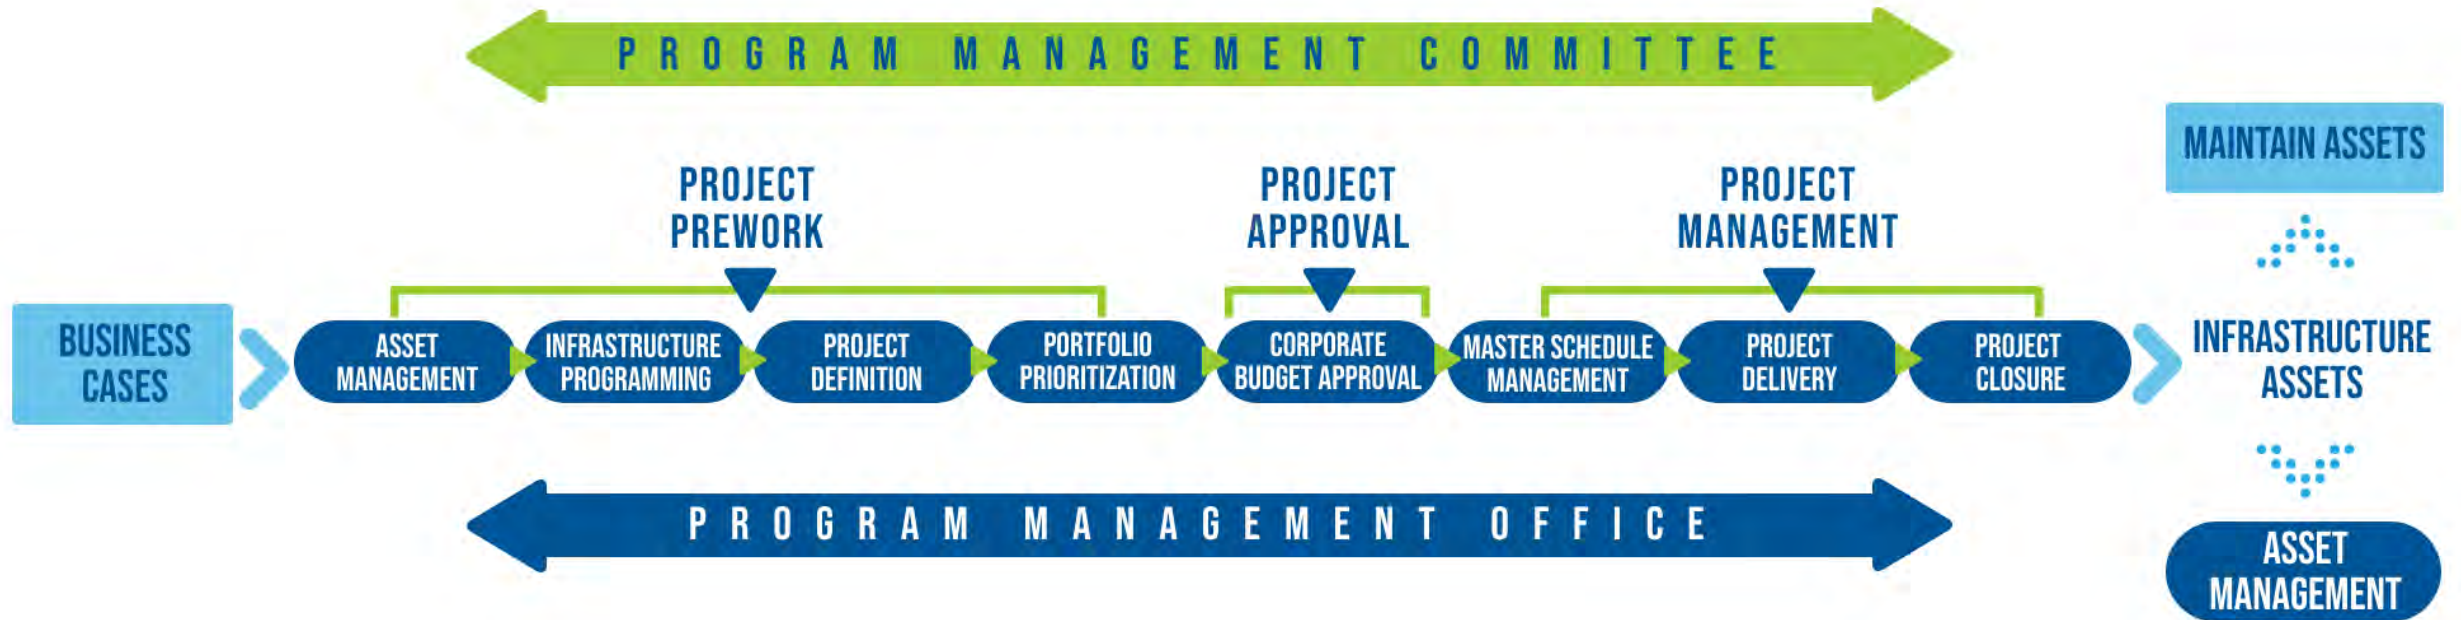 PROGRAM MANAGEMENT COMMITTEE
PROJECT
PREWORK
PROJECT
APPROVAL
PROJECT
MANAGEMENT
BUSINESS
CASES
ASSET
MANAGEMENT
INFRASTRUCTURE
PROGRAMMING
PROJECT
DEFINITION
PORTFOLIO
PRIORITIZATION
CORPORATE
BUDGET APPROVAL
MASTER SCHEDULE
MANAGEMENT
PROJECT
DELIVERY
PROJECT
CLOSURE
MAINTAIN ASSETS
INFRASTRUCTURE
ASSETS
ASSET
MANAGEMENT
PROGRAM MANAGEMENT OFFICE